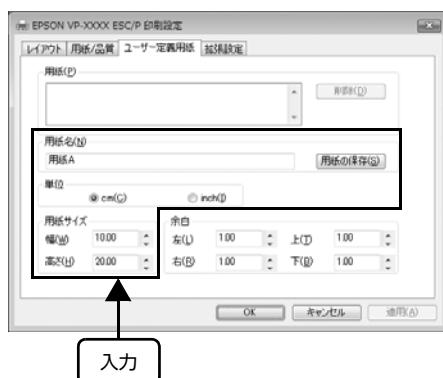 EPSON VP-XXXX ESC/P 印刷設定
レイアウト 用紙/品質 ユーザー定義用紙 拡張設定
用紙(P)
削除(D)
用紙名(N)
用紙A 用紙の保存(S)
単位
cm(C) inch(I)
用紙サイズ 余白
幅(W) 10.00 左(L) 1.00 上(T) 1.00
高さ(H) 20.00 右(R) 1.00 下(B) 1.00
OK キャンセル 適用(A)
入力